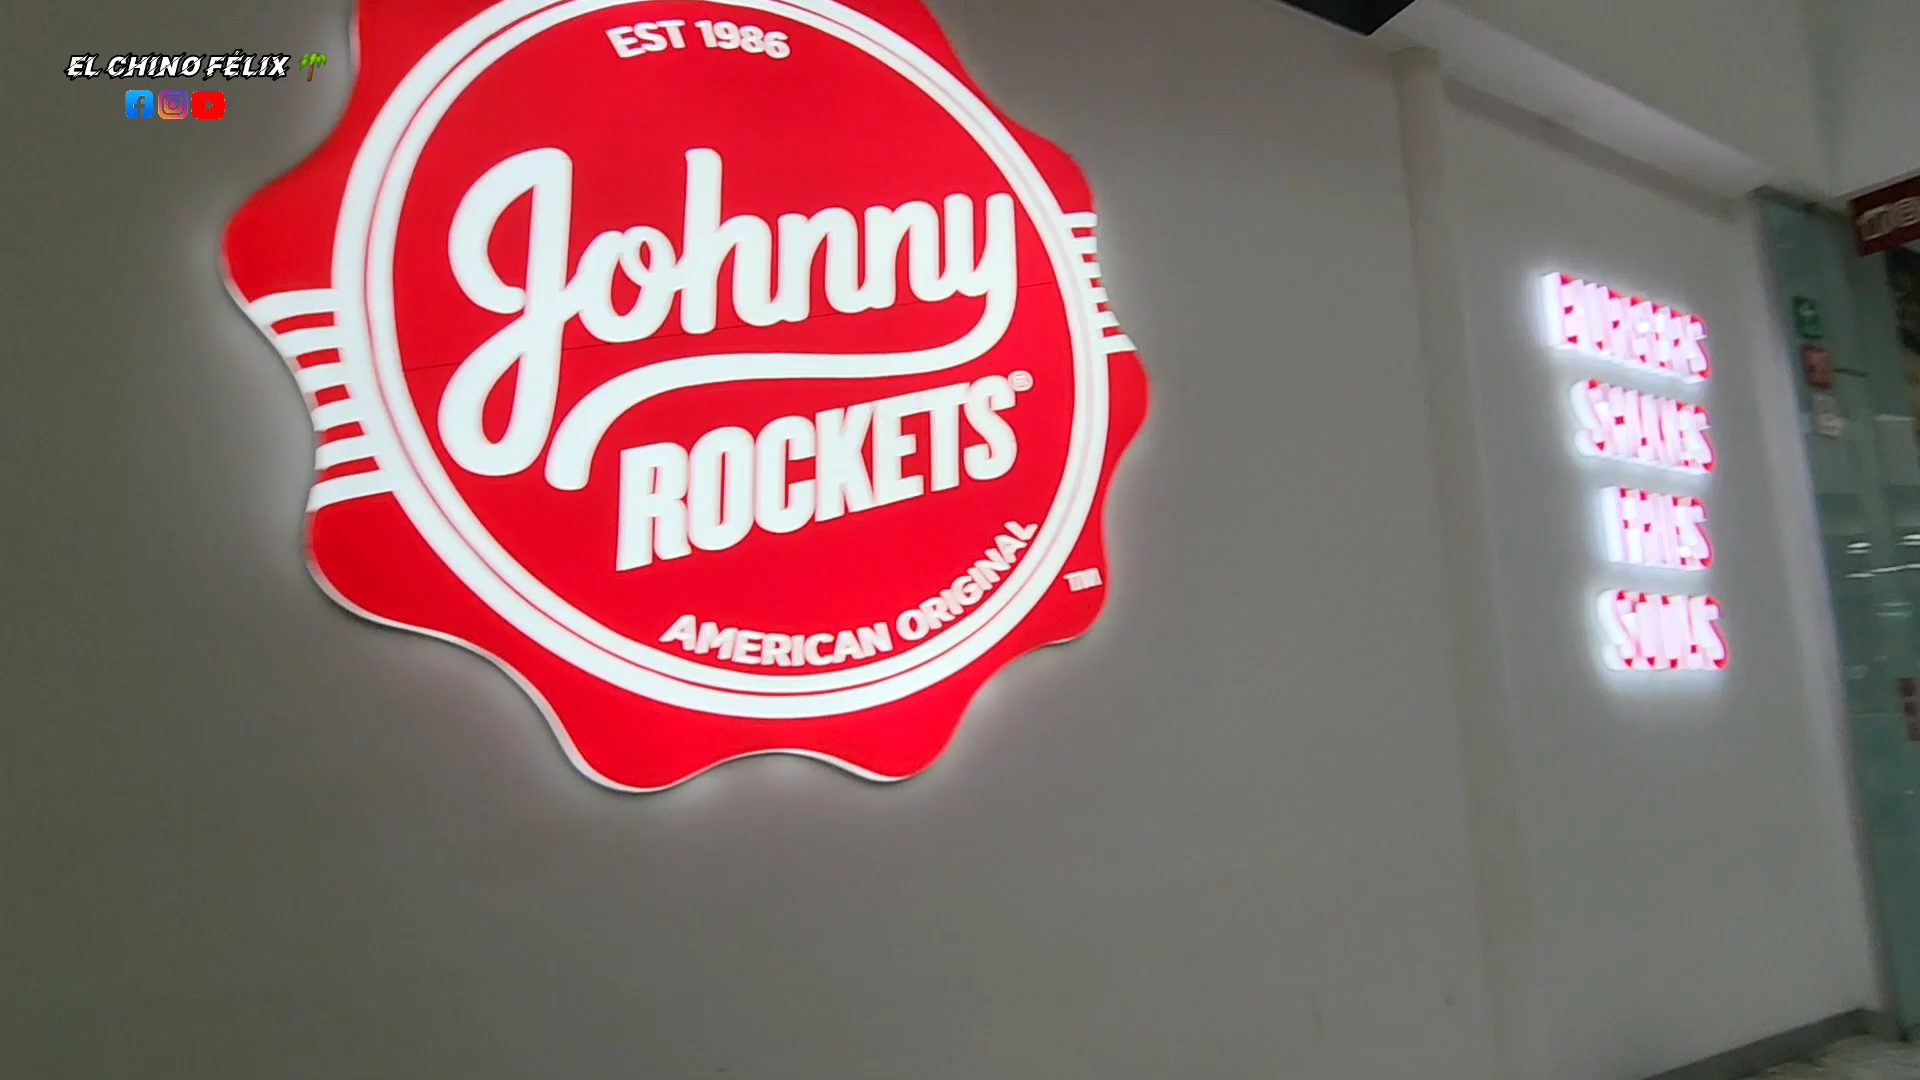 EL CHINO FÉLIX
EST 1986
Johnny
ROCKETS®
AMERICAN ORIGINAL
TM
BURGERS
SHAKES
FRIES